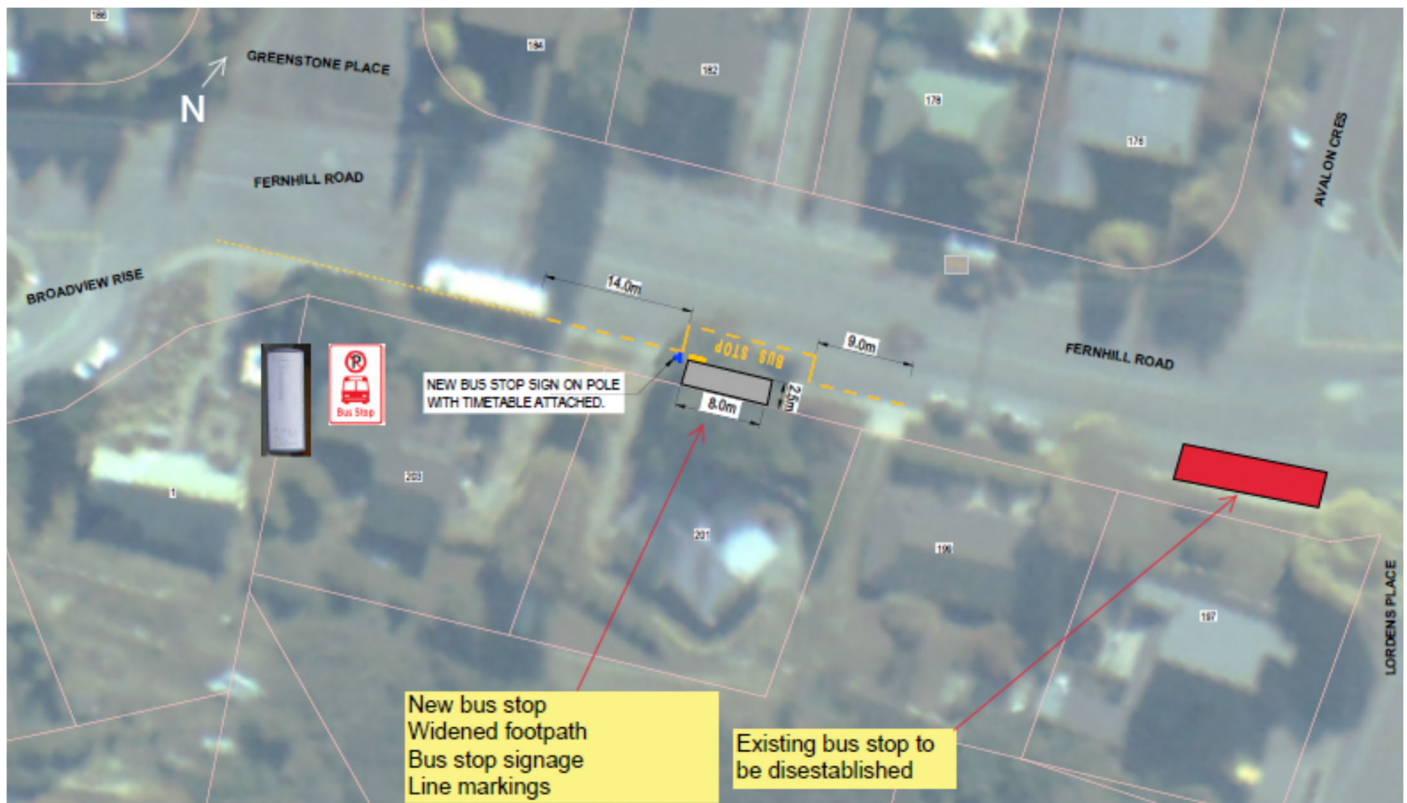 186
GREENSTONE PLACE
N
184
182
178
176
AVALON CRES
FERNHILL ROAD
BROADVIEW RISE
14.0m
BUS STOP
9.0m
FERNHILL ROAD
NEW BUS STOP SIGN ON POLE
WITH TIMETABLE ATTACHED.
8.0m
2.5m
P
Bus Stop
1
203
201
199
197
LORDENS PLACE
New bus stop
Widened footpath
Bus stop signage
Line markings
Existing bus stop to
be disestablished